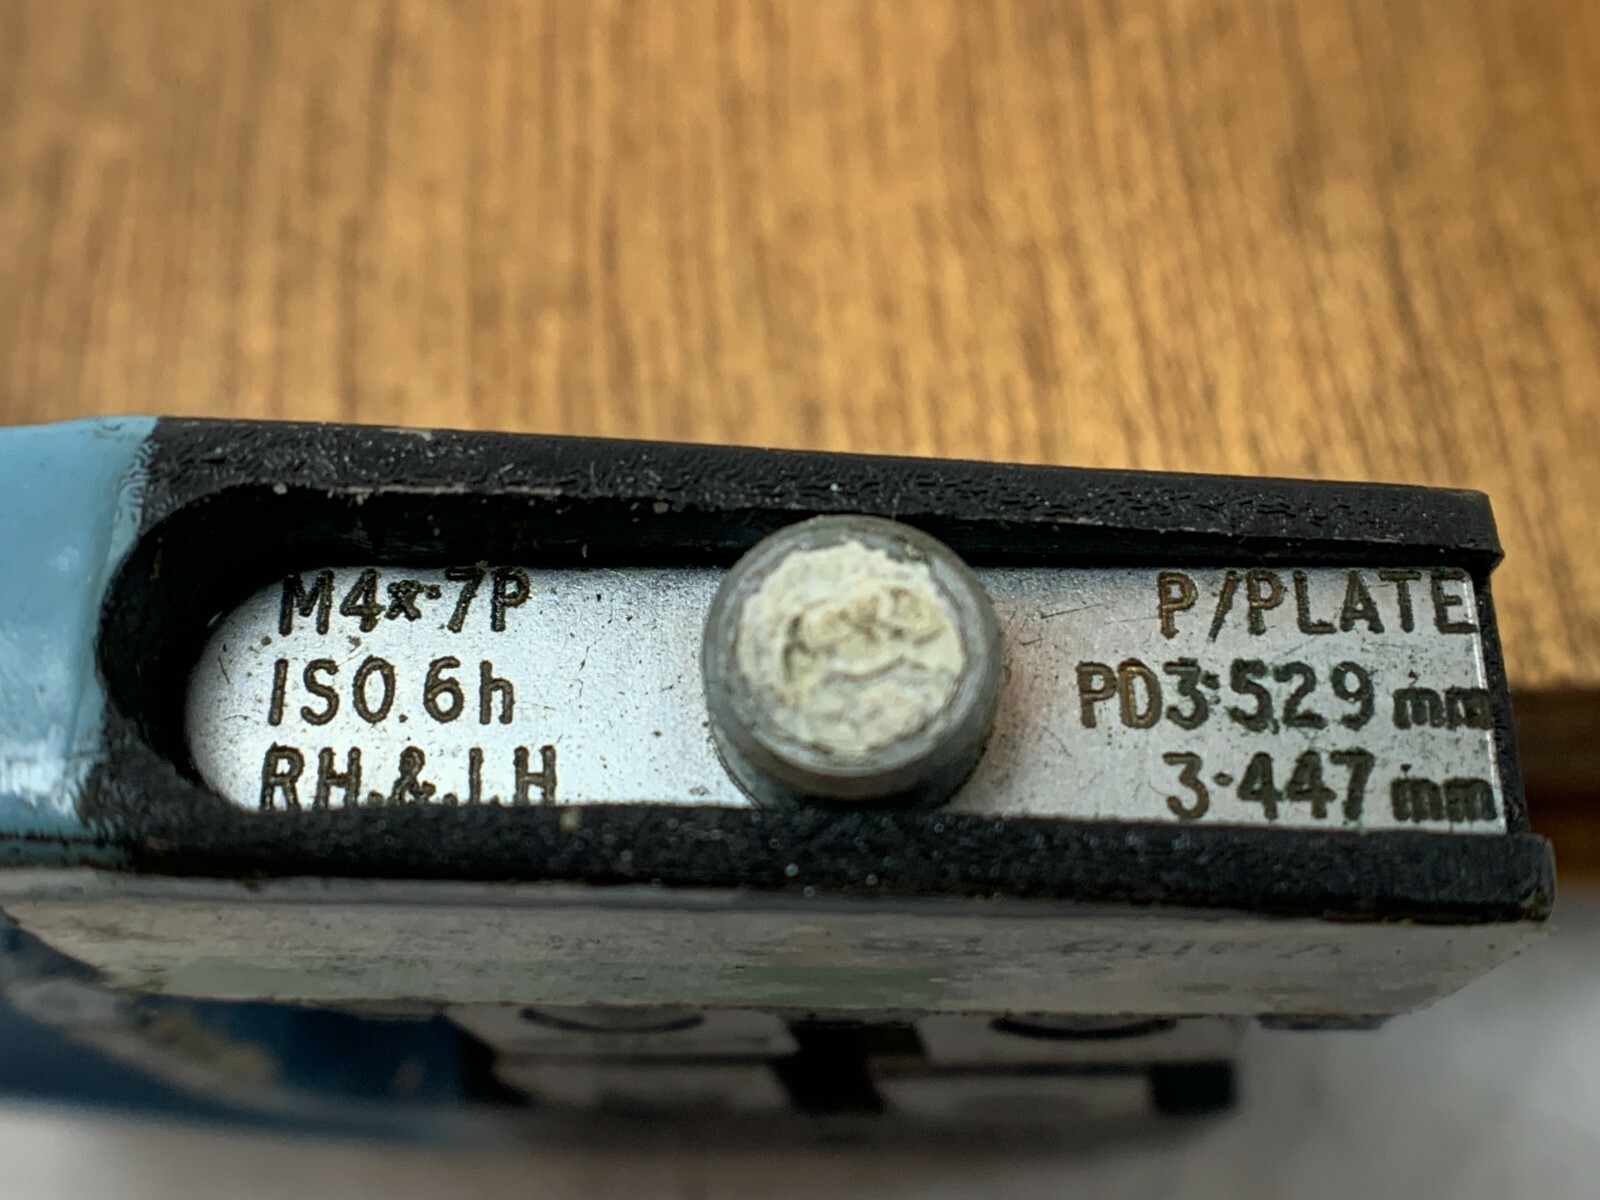 M4x·7P
ISO.6h
RH.&.LH
P/PLATE
PD3·529 mm
3·447 mm